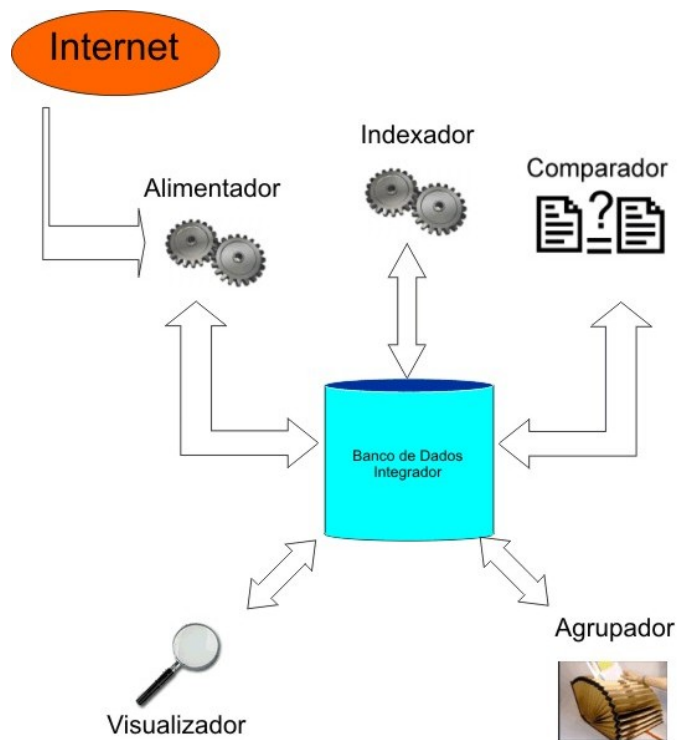 Internet
Indexador
Comparador
Alimentador
?
Banco de Dados
Integrador
Agrupador
Visualizador